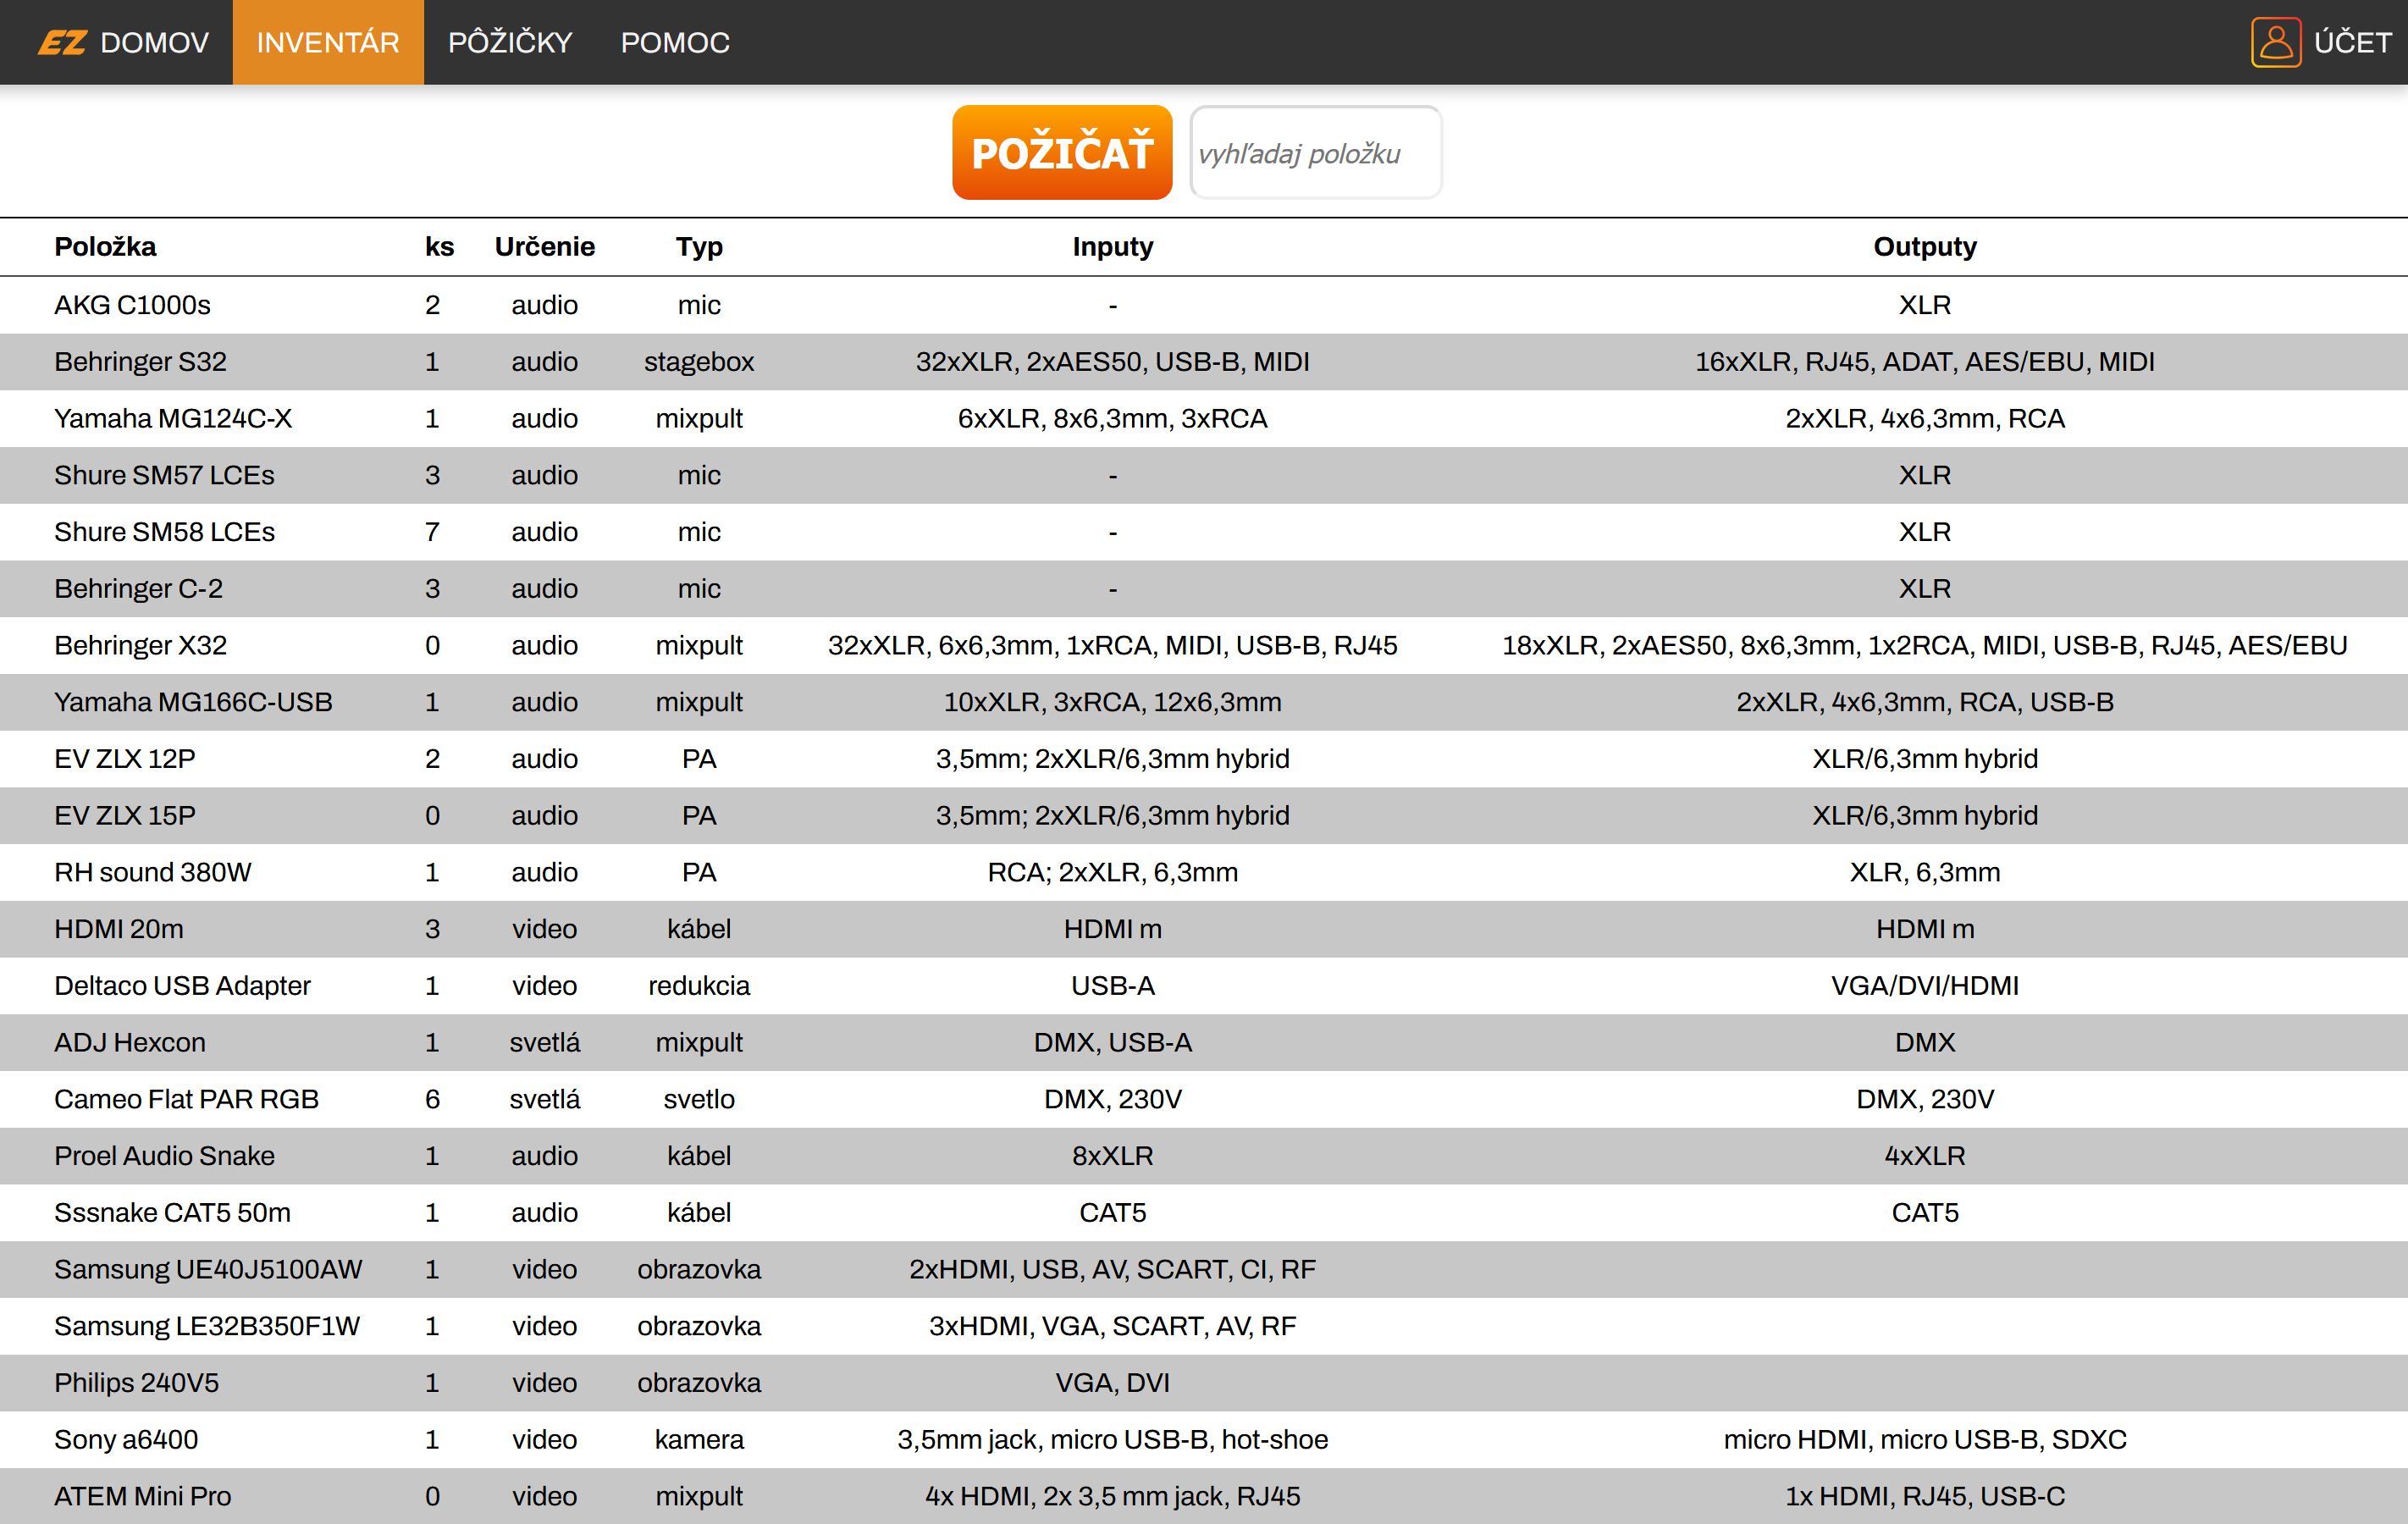 EZ DOMOV INVENTÁR PÔŽIČKY POMOC ÚČET
POŽIČAŤ vyhľadaj položku
Položka ks Určenie Typ Inputy Outputy
AKG C1000s 2 audio mic - XLR
Behringer S32 1 audio stagebox 32xXLR, 2xAES50, USB-B, MIDI 16xXLR, RJ45, ADAT, AES/EBU, MIDI
Yamaha MG124C-X 1 audio mixpult 6xXLR, 8x6,3mm, 3xRCA 2xXLR, 4x6,3mm, RCA
Shure SM57 LCEs 3 audio mic - XLR
Shure SM58 LCEs 7 audio mic - XLR
Behringer C-2 3 audio mic - XLR
Behringer X32 0 audio mixpult 32xXLR, 6x6,3mm, 1xRCA, MIDI, USB-B, RJ45 18xXLR, 2xAES50, 8x6,3mm, 1x2RCA, MIDI, USB-B, RJ45, AES/EBU
Yamaha MG166C-USB 1 audio mixpult 10xXLR, 3xRCA, 12x6,3mm 2xXLR, 4x6,3mm, RCA, USB-B
EV ZLX 12P 2 audio PA 3,5mm; 2xXLR/6,3mm hybrid XLR/6,3mm hybrid
EV ZLX 15P 0 audio PA 3,5mm; 2xXLR/6,3mm hybrid XLR/6,3mm hybrid
RH sound 380W 1 audio PA RCA; 2xXLR, 6,3mm XLR, 6,3mm
HDMI 20m 3 video kábel HDMI m HDMI m
Deltaco USB Adapter 1 video redukcia USB-A VGA/DVI/HDMI
ADJ Hexcon 1 svetlá mixpult DMX, USB-A DMX
Cameo Flat PAR RGB 6 svetlá svetlo DMX, 230V DMX, 230V
Proel Audio Snake 1 audio kábel 8xXLR 4xXLR
Sssnake CAT5 50m 1 audio kábel CAT5 CAT5
Samsung UE40J5100AW 1 video obrazovka 2xHDMI, USB, AV, SCART, CI, RF
Samsung LE32B350F1W 1 video obrazovka 3xHDMI, VGA, SCART, AV, RF
Philips 240V5 1 video obrazovka VGA, DVI
Sony a6400 1 video kamera 3,5mm jack, micro USB-B, hot-shoe micro HDMI, micro USB-B, SDXC
ATEM Mini Pro 0 video mixpult 4x HDMI, 2x 3,5 mm jack, RJ45 1x HDMI, RJ45, USB-C